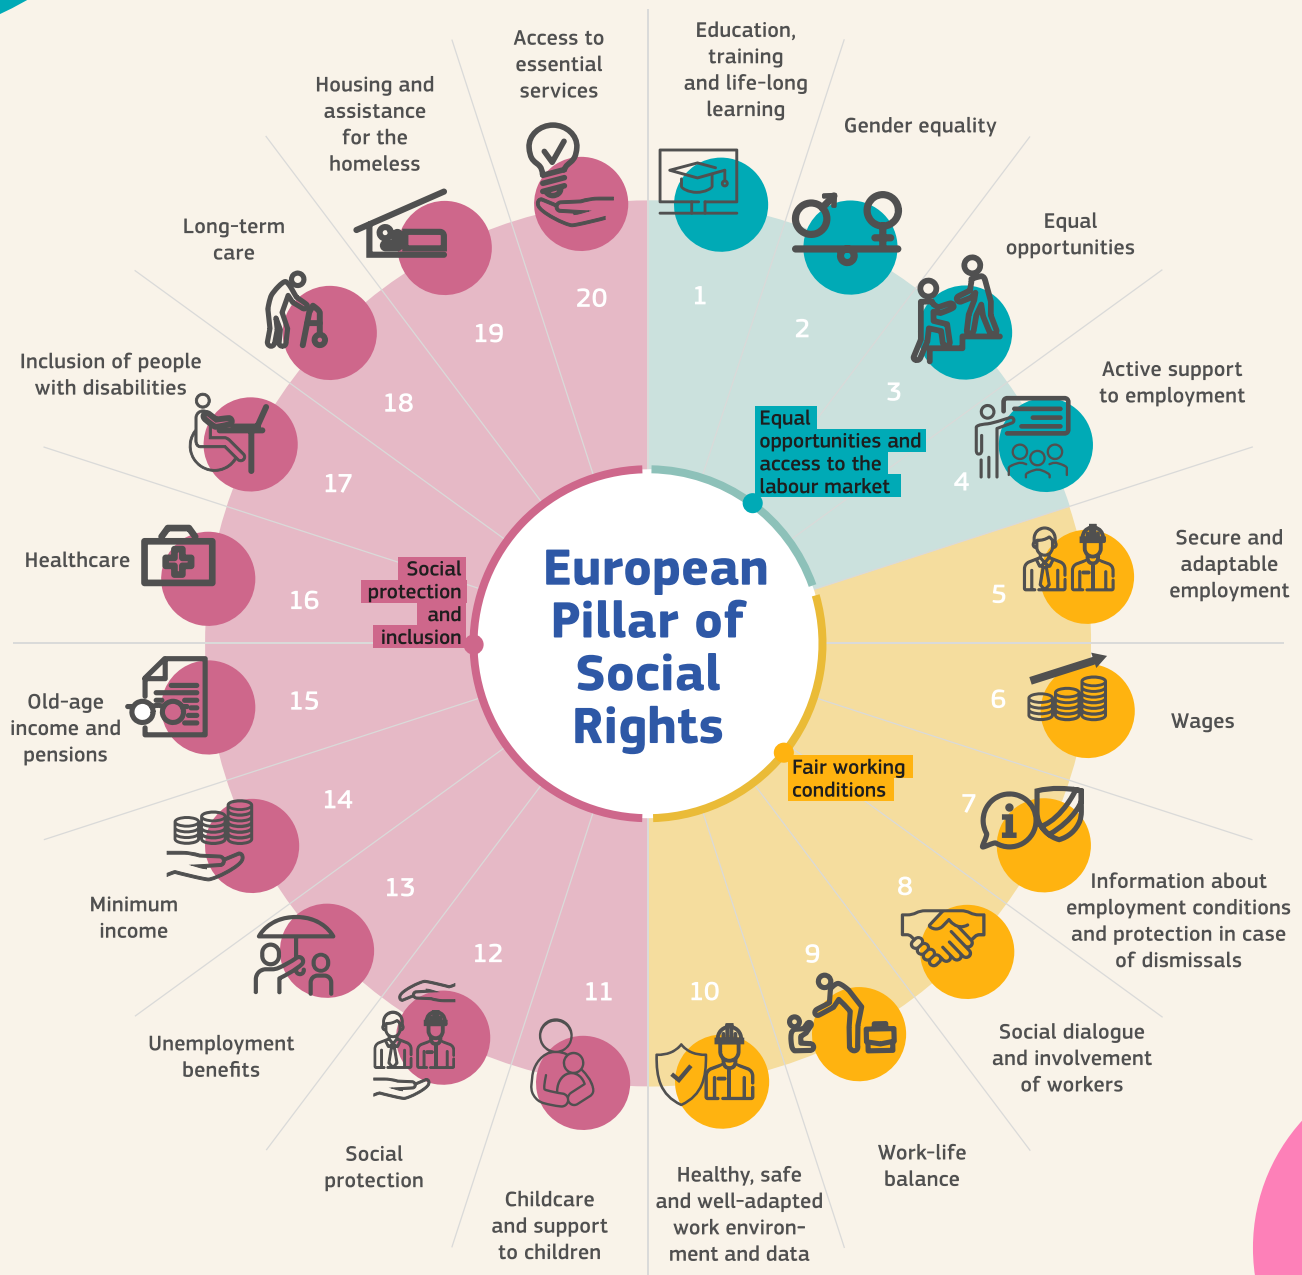 European
Pillar of
Social
Rights
Equal
opportunities and
access to the
labour market
1
Education,
training
and life-long
learning
2
Gender equality
3
Equal
opportunities
4
Active support
to employment
Fair working
conditions
5
Secure and
adaptable
employment
6
Wages
7
Information about
employment conditions
and protection in case
of dismissals
8
Social dialogue
and involvement
of workers
9
Work-life
balance
10
Healthy, safe
and well-adapted
work environ-
ment and data
Social
protection
and
inclusion
11
Childcare
and support
to children
12
Social
protection
13
Unemployment
benefits
14
Minimum
income
15
Old-age
income and
pensions
16
Healthcare
17
Inclusion of people
with disabilities
18
Long-term
care
19
Housing and
assistance
for the
homeless
20
Access to
essential
services